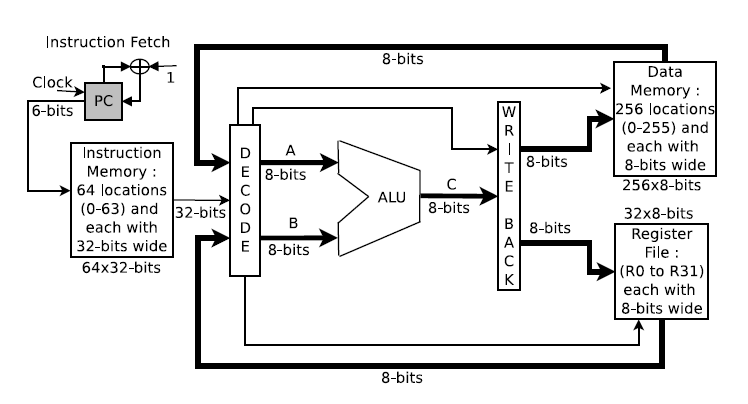 Instruction Fetch
Clock
1
PC
6-bits
Instruction
Memory :
64 locations
(0-63) and
each with
32-bits wide
64x32-bits
32-bits
DECODE
8-bits
A
8-bits
B
8-bits
ALU
C
8-bits
WRITE BACK
8-bits
8-bits
Data
Memory :
256 locations
(0-255) and
each with
8-bits wide
256x8-bits
32x8-bits
Register
File :
(R0 to R31)
each with
8-bits wide
8-bits